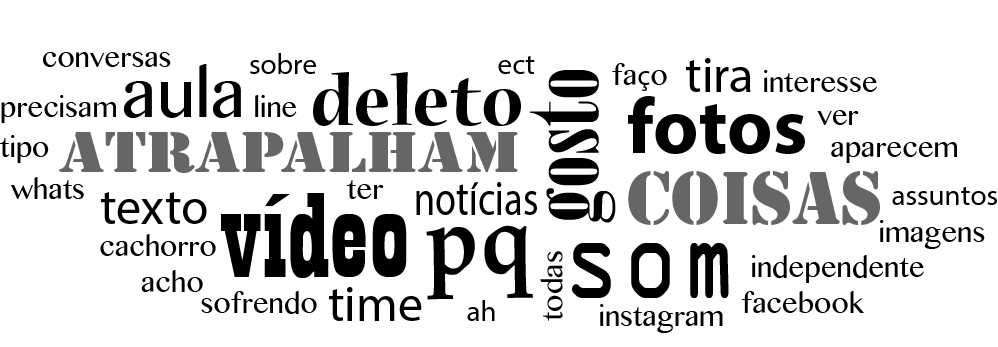 conversas
sobre
ect
faço
tira
interesse
precisam
aula
line
deleto
gosto
fotos
ver
tipo
ATRAPALHAM
aparecem
whats
texto
ter
notícias
COISAS
assuntos
cachorro
vídeo
pq
som
imagens
acho
todas
independente
sofrendo
time
ah
instagram
facebook